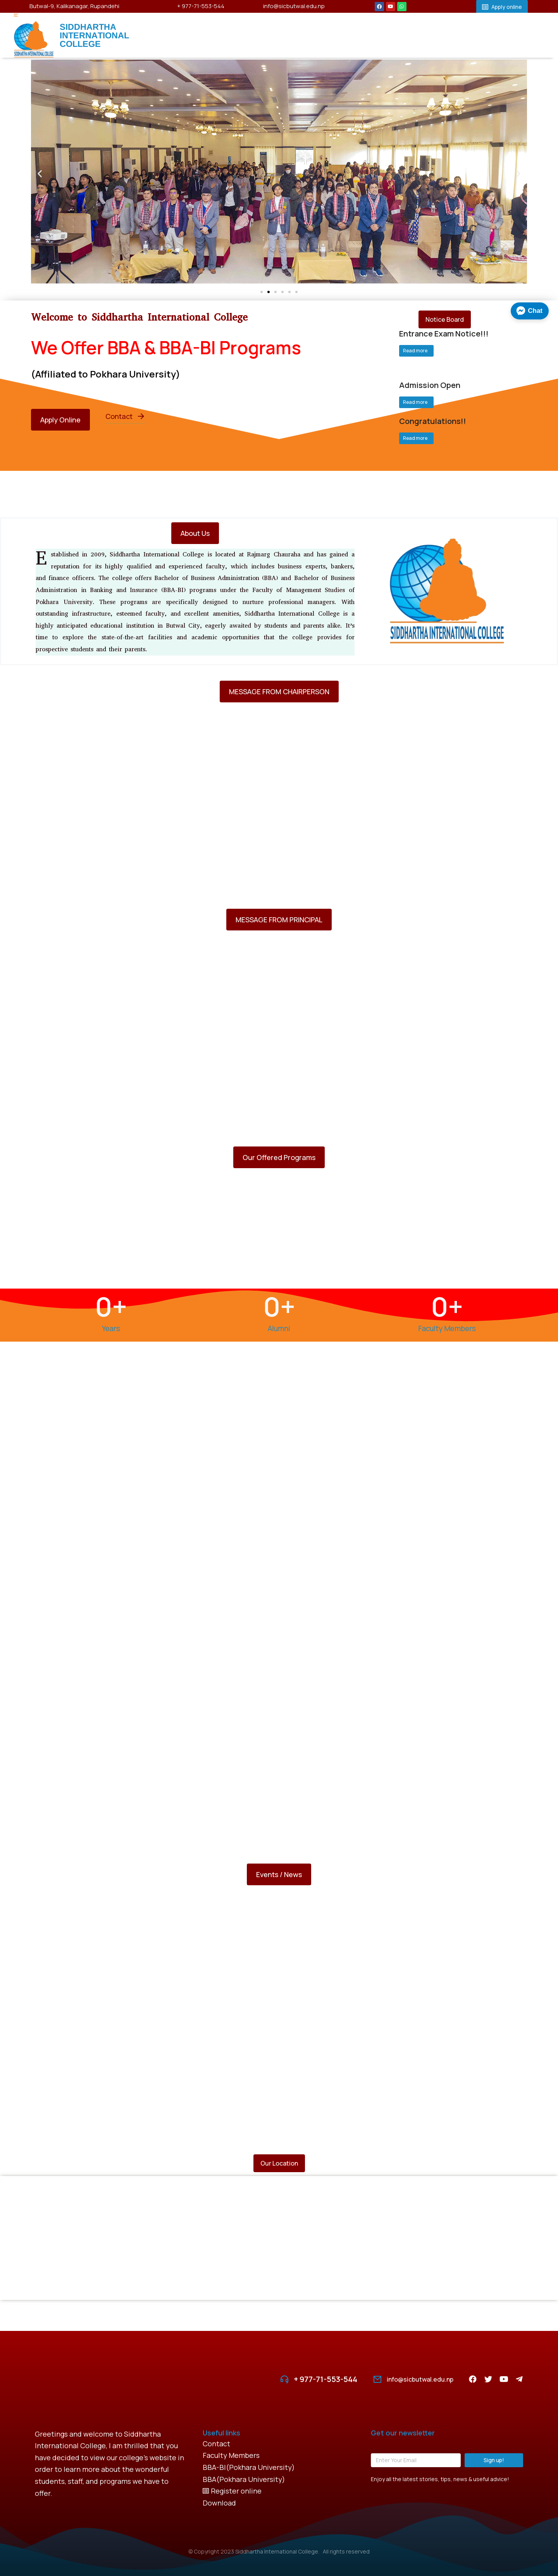 Butwal-9, Kalikanagar, Rupandehi
+ 977-71-553-544
info@sicbutwal.edu.np
Apply online
SIDDHARTHA
INTERNATIONAL
COLLEGE
Welcome to Siddhartha International College
We Offer BBA & BBA-BI Programs
(Affiliated to Pokhara University)
Apply Online
Contact
Notice Board
Entrance Exam Notice!!!
Read more
Admission Open
Read more
Congratulations!!
Read more
Chat
About Us
Established in 2009, Siddhartha International College is located at Rajmarg Chauraha and has gained a
reputation for its highly qualified and experienced faculty, which includes business experts, bankers,
and finance officers. The college offers Bachelor of Business Administration (BBA) and Bachelor of Business
Administration in Banking and Insurance (BBA-BI) programs under the Faculty of Management Studies of
Pokhara University. These programs are specifically designed to nurture professional managers. With
outstanding infrastructure, esteemed faculty, and excellent amenities, Siddhartha International College is a
highly anticipated educational institution in Butwal City, eagerly awaited by students and parents alike. It's
time to explore the state-of-the-art facilities and academic opportunities that the college provides for
prospective students and their parents.
SIDDHARTHA INTERNATIONAL COLLEGE
MESSAGE FROM CHAIRPERSON
MESSAGE FROM PRINCIPAL
Our Offered Programs
0+
Years
0+
Alumni
0+
Faculty Members
Events / News
Our Location
+ 977-71-553-544
info@sicbutwal.edu.np
Greetings and welcome to Siddhartha
International College, I am thrilled that you
have decided to view our college's website in
order to learn more about the wonderful
students, staff, and programs we have to
offer.
Useful links
Contact
Faculty Members
BBA-BI(Pokhara University)
BBA(Pokhara University)
Register online
Download
Get our newsletter
Enter Your Email
Sign up!
Enjoy all the latest stories, tips, news & useful advice!
© Copyright 2023 Siddhartha International College. All rights reserved